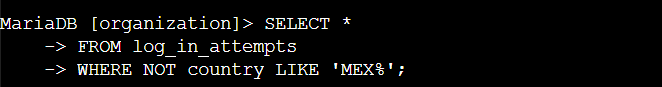 MariaDB [organization]> SELECT *
    -> FROM log_in_attempts
    -> WHERE NOT country LIKE 'MEX%';